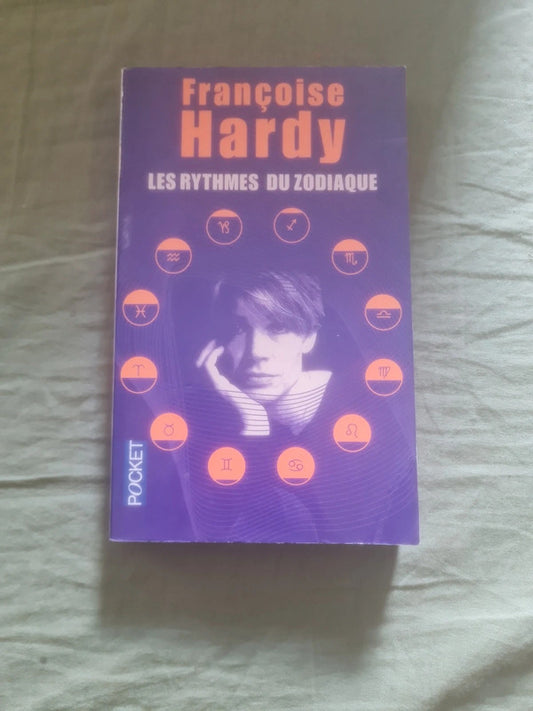 Françoise
Hardy
LES RYTHMES DU ZODIAQUE
POCKET